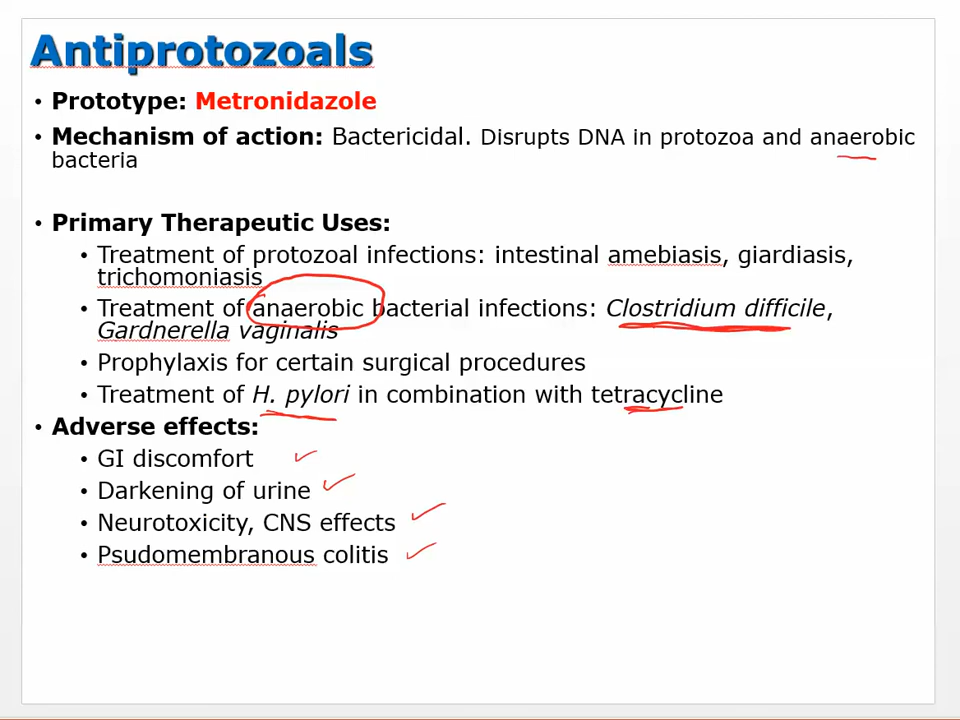 Antiprotozoals
• Prototype: Metronidazole
• Mechanism of action: Bactericidal. Disrupts DNA in protozoa and anaerobic
bacteria
• Primary Therapeutic Uses:
• Treatment of protozoal infections: intestinal amebiasis, giardiasis,
trichomoniasis
• Treatment of anaerobic bacterial infections: Clostridium difficile,
Gardnerella vaginalis
• Prophylaxis for certain surgical procedures
• Treatment of H. pylori in combination with tetracycline
• Adverse effects:
• GI discomfort
• Darkening of urine
• Neurotoxicity, CNS effects
• Psudomembranous colitis